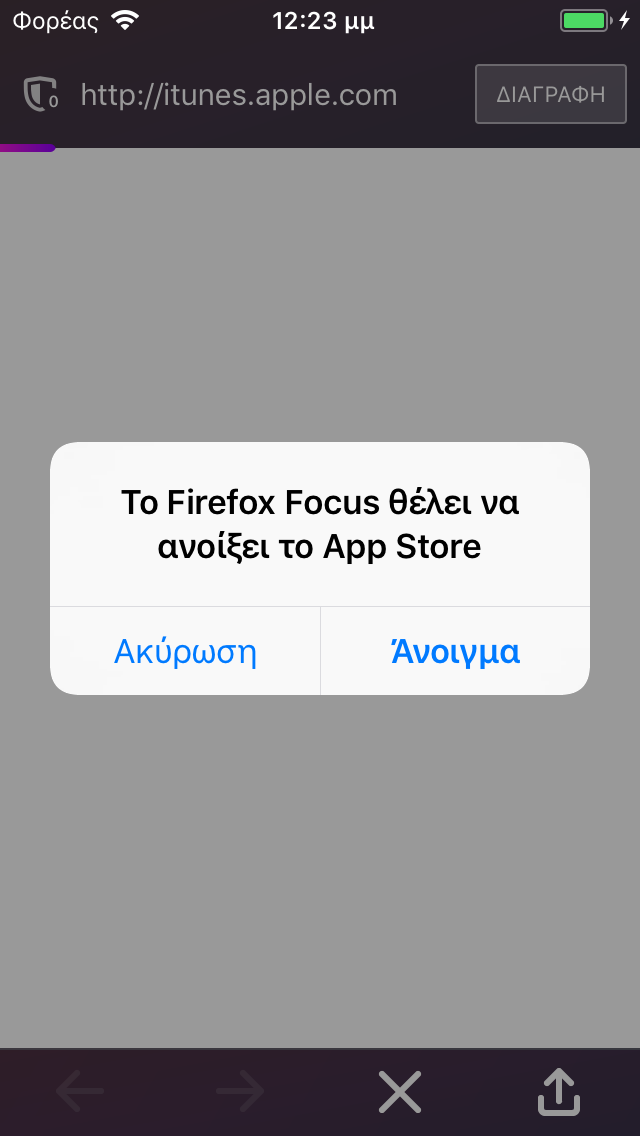 Φορέας 12:23 μμ
0 http://itunes.apple.com ΔΙΑΓΡΑΦΗ
Το Firefox Focus θέλει να
ανοίξει το App Store
Ακύρωση Άνοιγμα